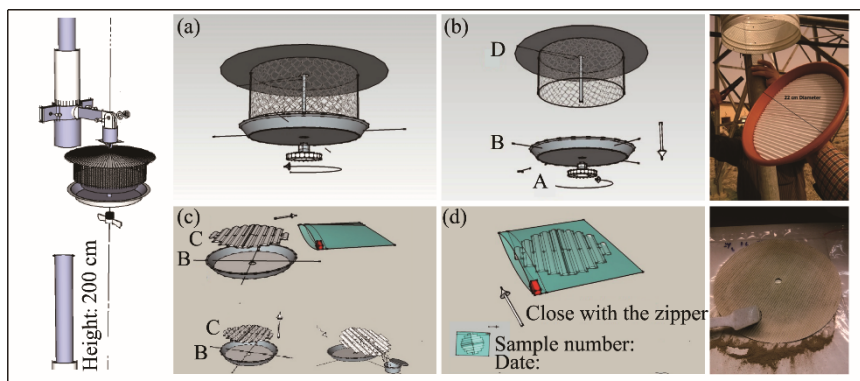 Height: 200 cm
(a)
(b)
D
B
A
22 cm Diameter
(c)
C
B
C
B
(d)
Close with the zipper
Sample number:
Date: